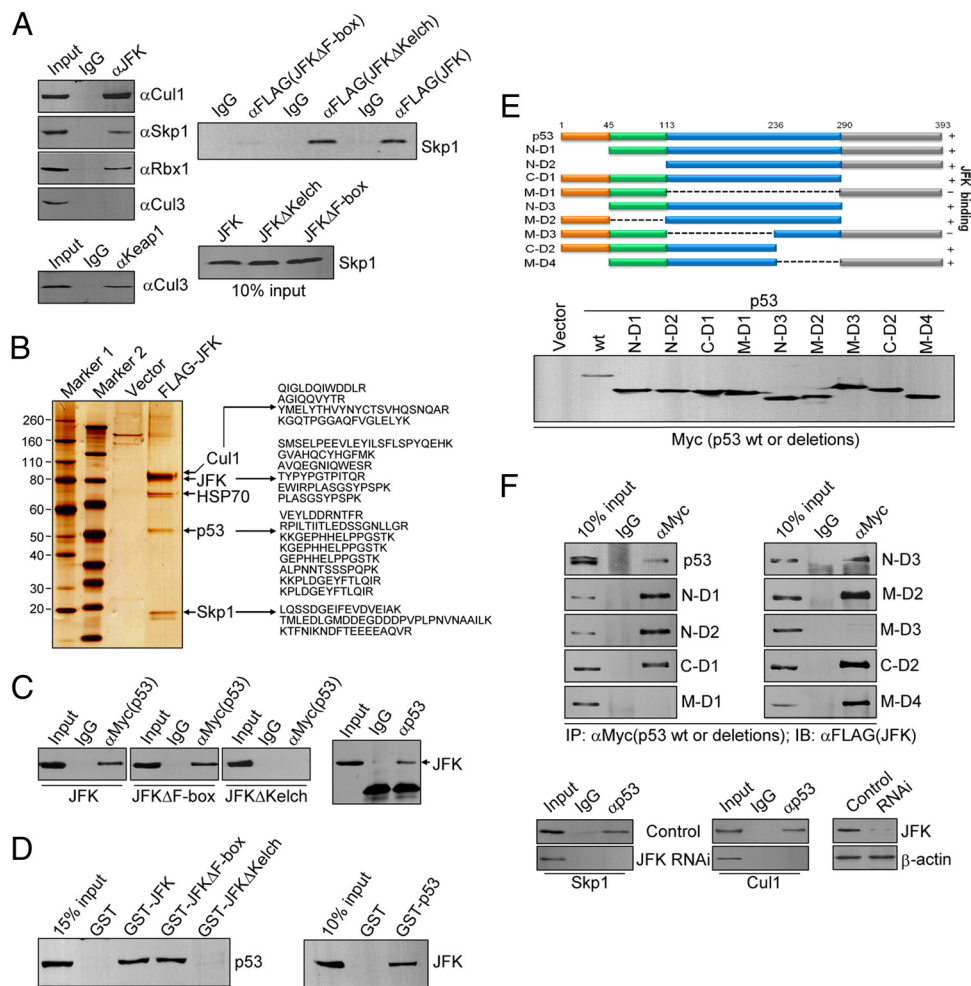 A
Input IgG αJFK
αCul1
αSkp1
αRbx1
αCul3
Input IgG αKeap1
αCul3
IgG αFLAG(JFKΔF-box) IgG αFLAG(JFKΔKelch) IgG αFLAG(JFK)
Skp1
JFK JFKΔKelch JFKΔF-box
Skp1
10% input
B
Marker 1 Marker 2 Vector FLAG-JFK
260
160
110
80
60
50
40
30
20
Cul1
JFK
HSP70
p53
Skp1
QIGLDQIWDDLR
AGIQQVYTR
YMELYTHVYNYCTSVHQSNQAR
KGQTPGGAQFVGLELYK
SMSELPEEVLEYILSFLSPYQEHK
GVAHQCYHGFMK
AVQEGNIQWESR
TYPYPGTPITQR
EWIRPLASGSYPSPK
PLASGSYPSPK
VEYLDDRNTFR
RPILTIITLEDSSGNLLGR
KKGEPHHELPPGSTK
KGEPHHELPPGSTK
GEPHHELPPGSTK
ALPNNTSSSPQPK
KKPLDGEYFTLQIR
KPLDGEYFTLQIR
LQSSDGEIFEVDVEIAK
TMLEDLGMDDEGDDDPVPLPNVNAAILK
KTFNIKNDFTEEEEAQVR
C
Input IgG αMyc(p53) Input IgG αMyc(p53) Input IgG αMyc(p53)
JFK JFKΔF-box JFKΔKelch
Input IgG αp53
JFK
D
15% input GST GST-JFK GST-JFKΔF-box GST-JFKΔKelch
p53
10% input GST GST-p53
JFK
E
1 45 113 236 290 393
p53 +
N-D1 +
N-D2 +
C-D1 +
M-D1 −
N-D3 +
M-D2 +
M-D3 −
C-D2 +
M-D4 +
JFK binding
p53
Vector wt N-D1 N-D2 C-D1 M-D1 N-D3 M-D2 M-D3 C-D2 M-D4
Myc (p53 wt or deletions)
F
10% input IgG αMyc
p53
N-D1
N-D2
C-D1
M-D1
10% input IgG αMyc
N-D3
M-D2
M-D3
C-D2
M-D4
IP: αMyc(p53 wt or deletions); IB: αFLAG(JFK)
Input IgG αp53
Control
JFK RNAi
Skp1
Input IgG αp53
Cul1
Control RNAi
JFK
β-actin